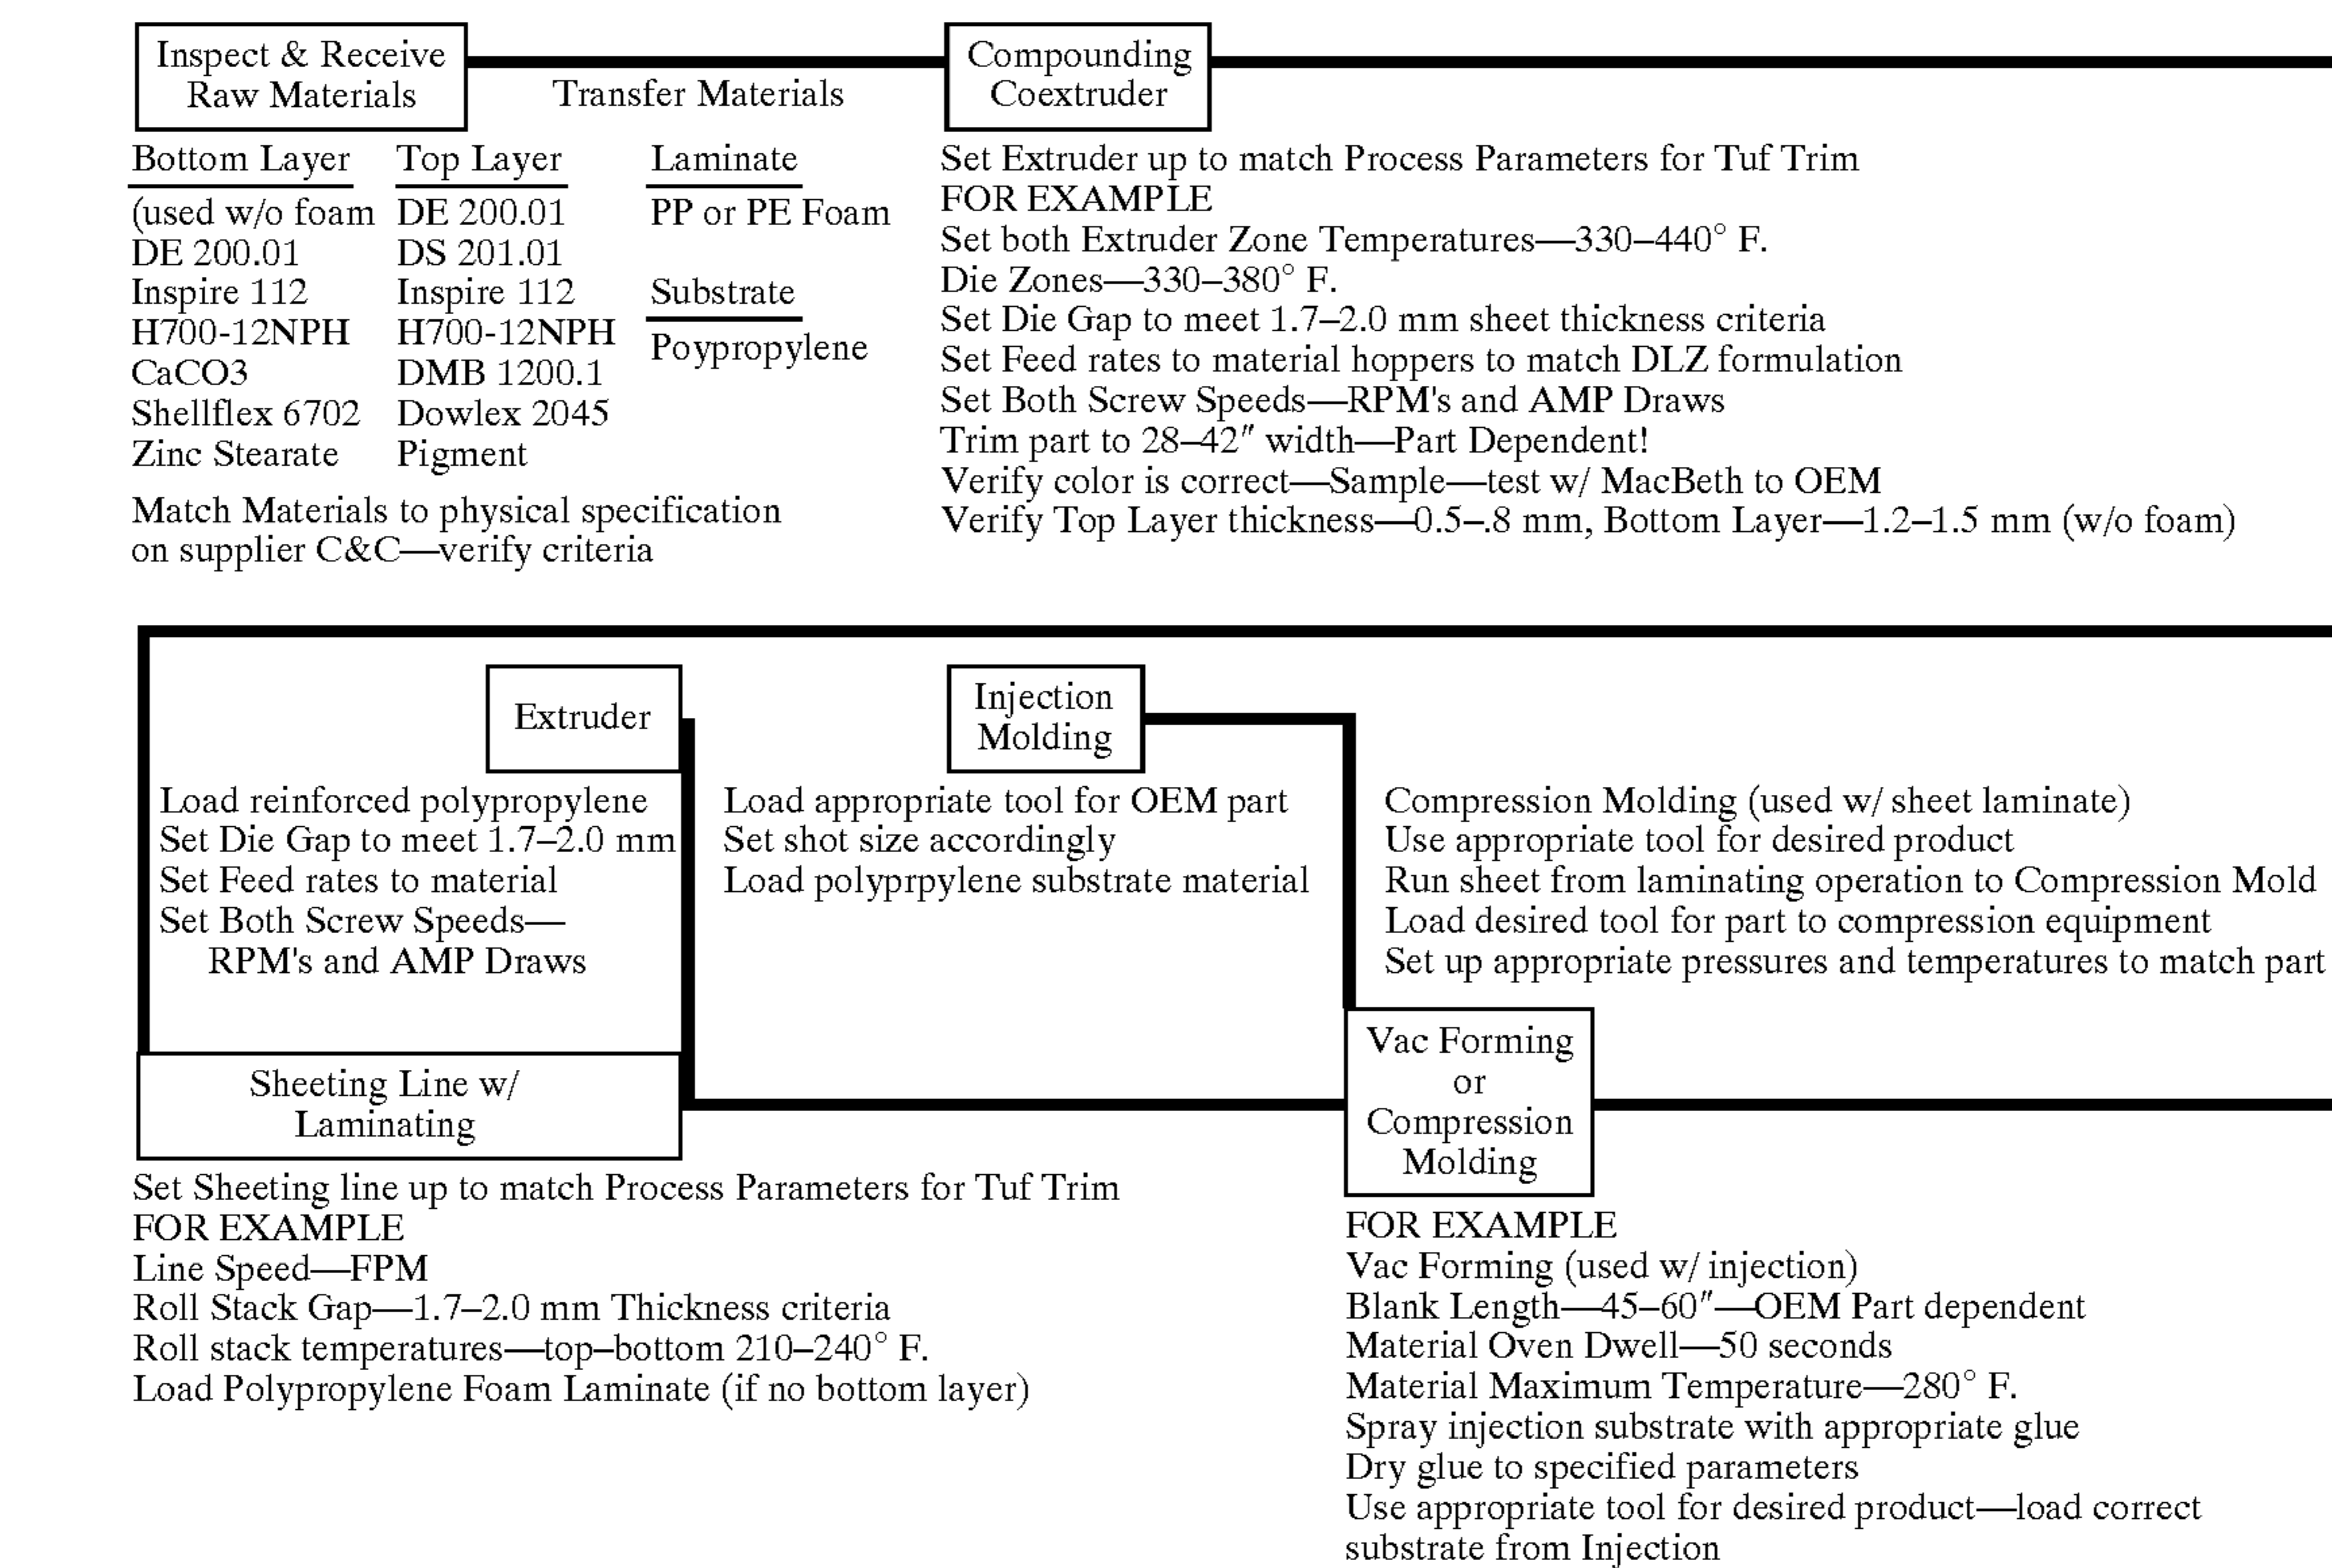 Inspect & Receive
Raw Materials
Transfer Materials
Compounding
Coextruder
Bottom Layer
(used w/o foam
DE 200.01
Inspire 112
H700-12NPH
CaCO3
Shellflex 6702
Zinc Stearate
Top Layer
DE 200.01
DS 201.01
Inspire 112
H700-12NPH
DMB 1200.1
Dowlex 2045
Pigment
Laminate
PP or PE Foam
Substrate
Poypropylene
Match Materials to physical specification
on supplier C&C—verify criteria
Set Extruder up to match Process Parameters for Tuf Trim
FOR EXAMPLE
Set both Extruder Zone Temperatures—330–440° F.
Die Zones—330–380° F.
Set Die Gap to meet 1.7–2.0 mm sheet thickness criteria
Set Feed rates to material hoppers to match DLZ formulation
Set Both Screw Speeds—RPM's and AMP Draws
Trim part to 28–42″ width—Part Dependent!
Verify color is correct—Sample—test w/ MacBeth to OEM
Verify Top Layer thickness—0.5–.8 mm, Bottom Layer—1.2–1.5 mm (w/o foam)
Extruder
Load reinforced polypropylene
Set Die Gap to meet 1.7–2.0 mm
Set Feed rates to material
Set Both Screw Speeds—
RPM's and AMP Draws
Injection
Molding
Load appropriate tool for OEM part
Set shot size accordingly
Load polyprpylene substrate material
Compression Molding (used w/ sheet laminate)
Use appropriate tool for desired product
Run sheet from laminating operation to Compression Mold
Load desired tool for part to compression equipment
Set up appropriate pressures and temperatures to match part
Sheeting Line w/
Laminating
Set Sheeting line up to match Process Parameters for Tuf Trim
FOR EXAMPLE
Line Speed—FPM
Roll Stack Gap—1.7–2.0 mm Thickness criteria
Roll stack temperatures—top–bottom 210–240° F.
Load Polypropylene Foam Laminate (if no bottom layer)
Vac Forming
or
Compression
Molding
FOR EXAMPLE
Vac Forming (used w/ injection)
Blank Length—45–60″—OEM Part dependent
Material Oven Dwell—50 seconds
Material Maximum Temperature—280° F.
Spray injection substrate with appropriate glue
Dry glue to specified parameters
Use appropriate tool for desired product—load correct
substrate from Injection